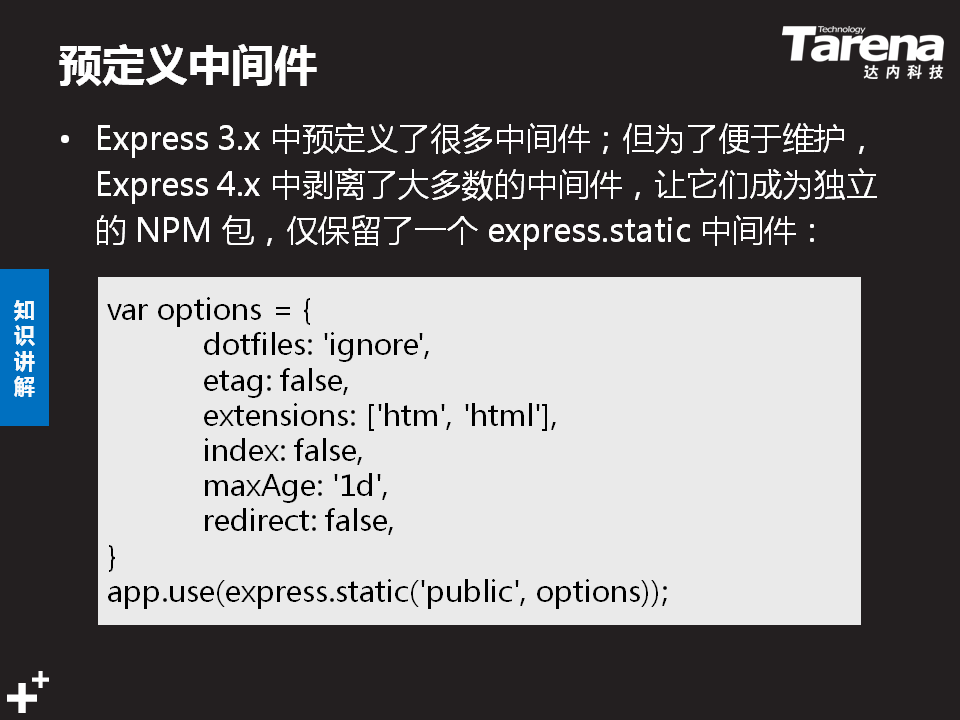 预定义中间件
Technology
Tarena
达内科技
• Express 3.x 中预定义了很多中间件；但为了便于维护，
Express 4.x 中剥离了大多数的中间件，让它们成为独立
的 NPM 包，仅保留了一个 express.static 中间件：
知
识
讲
解
var options = {
dotfiles: 'ignore',
etag: false,
extensions: ['htm', 'html'],
index: false,
maxAge: '1d',
redirect: false,
}
app.use(express.static('public', options));